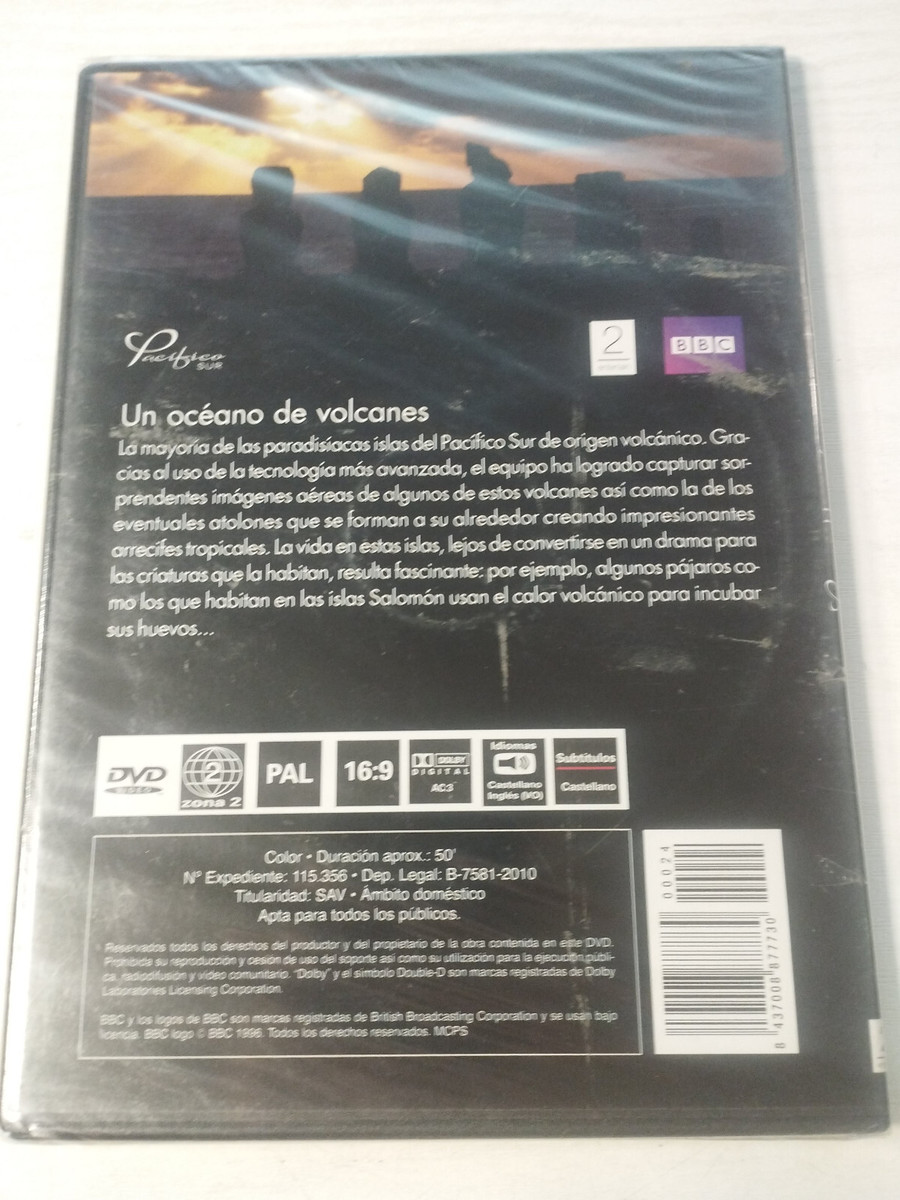 Pacífico
SUR
2
BBC
Un océano de volcanes
La mayoría de las paradisíacas islas del Pacífico Sur de origen volcánico. Gra-
cias al uso de la tecnología más avanzada, el equipo ha logrado capturar sor-
prendentes imágenes aéreas de algunos de estos volcanes así como la de los
eventuales atolones que se forman a su alrededor creando impresionantes
arrecifes tropicales. La vida en estas islas, lejos de convertirse en un drama para
las criaturas que la habitan, resulta fascinante: por ejemplo, algunos pájaros co-
mo los que habitan en las islas Salomón usan el calor volcánico para incubar
sus huevos...
DVD
VIDEO
2
zona 2
PAL
16:9
DOLBY
DIGITAL
AC3
Idiomas
Castellano
Inglés (VO)
Subtítulos
Castellano
Color • Duración aprox.: 50'
Nº Expediente: 115.356 • Dep. Legal: B-7581-2010
Titularidad: SAV • Ámbito doméstico
Apta para todos los públicos.
Reservados todos los derechos del productor y del propietario de la obra contenida en este DVD.
Prohibida su reproducción y cesión de uso del soporte así como su utilización para la ejecución públi-
ca, radiodifusión y video comunitario. "Dolby" y el símbolo Double-D son marcas registradas de Dolby
Laboratories Licensing Corporation.
BBC y los logos de BBC son marcas registradas de British Broadcasting Corporation y se usan bajo
licencia. BBC logo © BBC 1996. Todos los derechos reservados. MCPS
00024
8 437008 877730